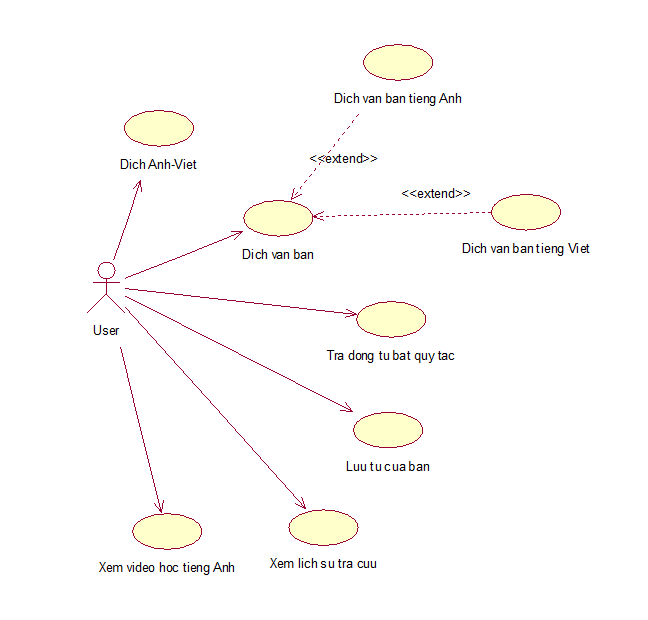 Dich van ban tieng Anh
<<extend>>
Dich Anh-Viet
<<extend>>
Dich van ban
Dich van ban tieng Viet
User
Tra dong tu bat quy tac
Luu tu cua ban
Xem video hoc tieng Anh
Xem lich su tra cuu